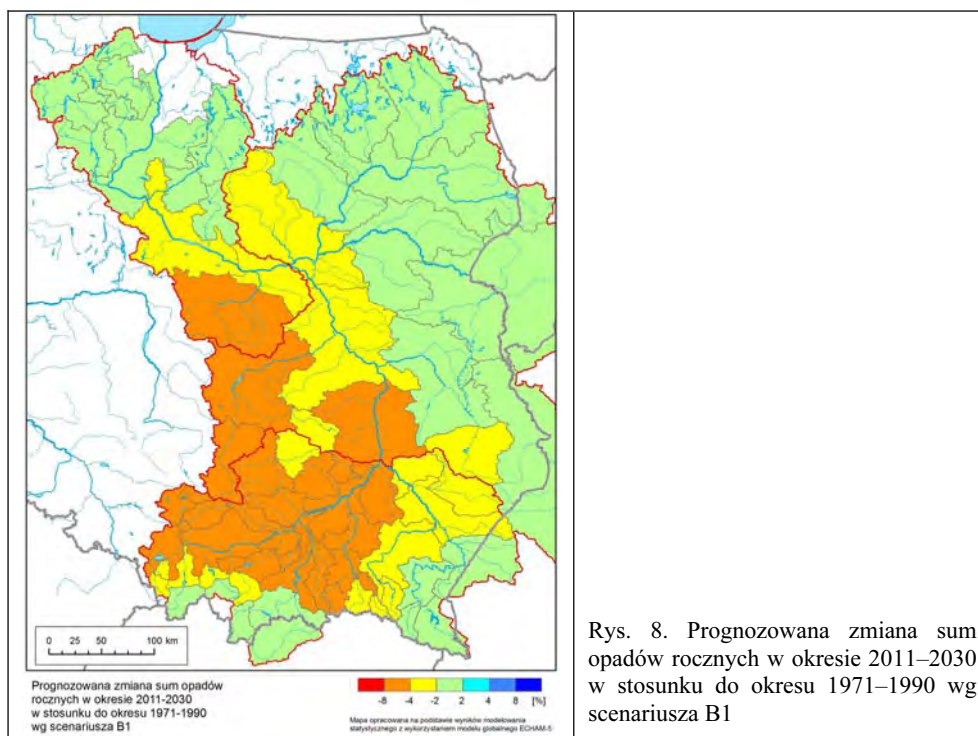 0 25 50 100 km
Prognozowana zmiana sum opadów
rocznych w okresie 2011-2030
w stosunku do okresu 1971-1990
wg scenariusza B1
-8 -4 -2 2 4 8 [%]
Mapa opracowana na podstawie wyników modelowania
statystycznego z wykorzystaniem modelu globalnego ECHAM-5
Rys. 8. Prognozowana zmiana sum
opadów rocznych w okresie 2011–2030
w stosunku do okresu 1971–1990 wg
scenariusza B1